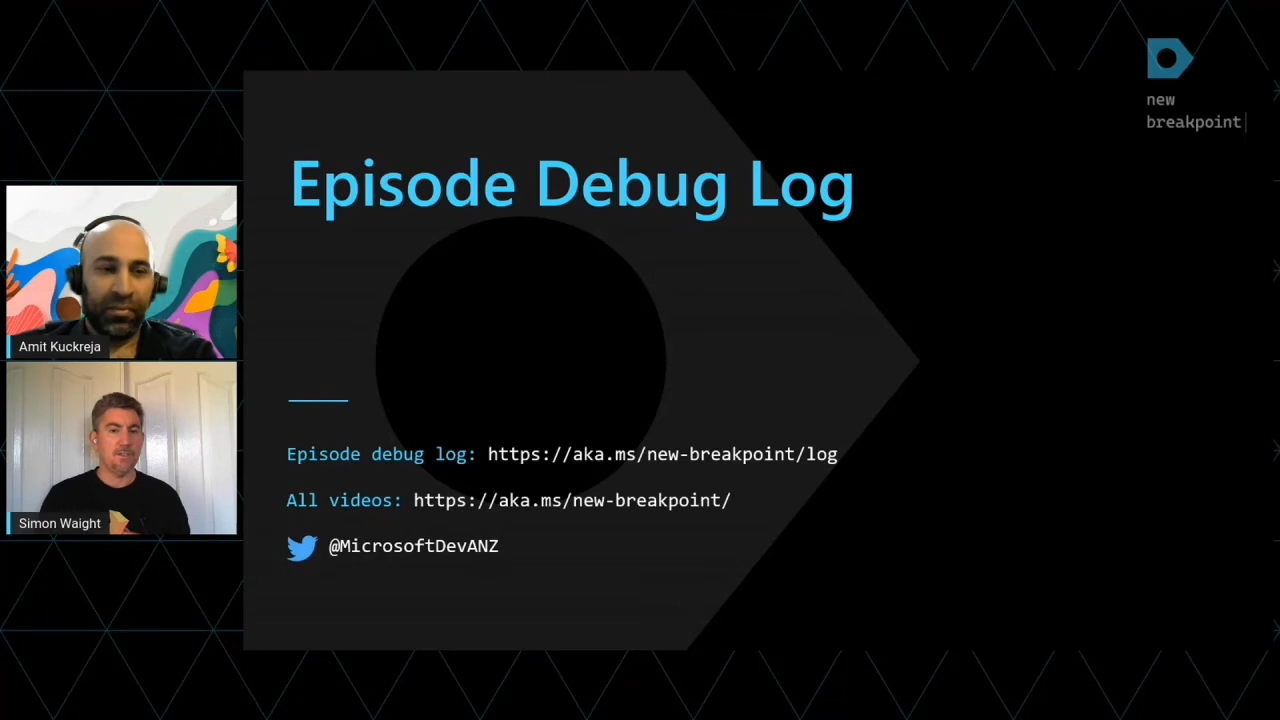 new
breakpoint
Episode Debug Log
Amit Kuckreja
Simon Waight
Episode debug log: https://aka.ms/new-breakpoint/log
All videos: https://aka.ms/new-breakpoint/
@MicrosoftDevANZ